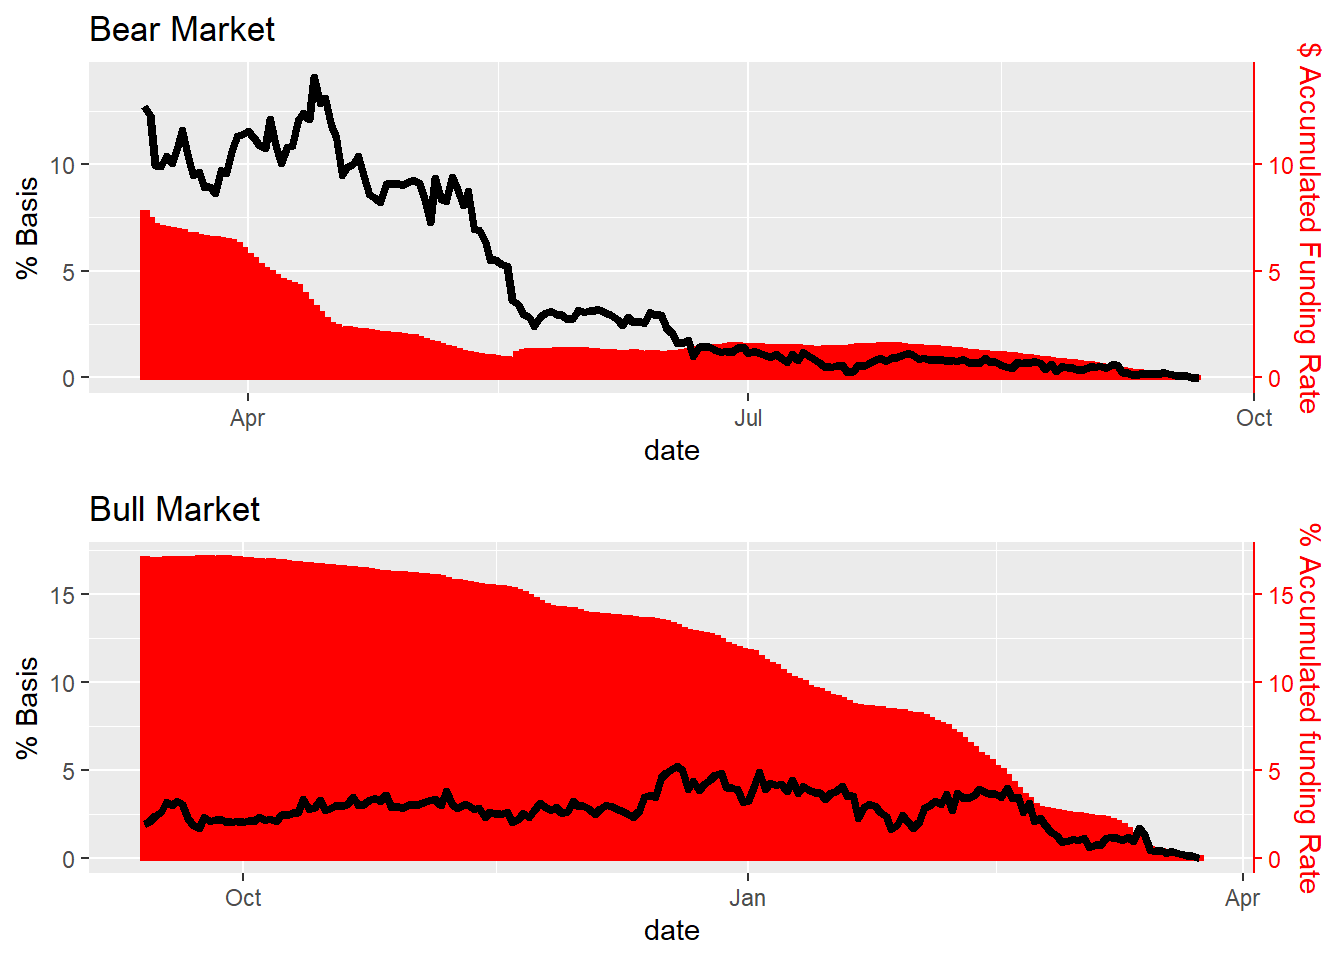 Bear Market
% Basis
10
5
0
10
5
0
$ Accumulated Funding Rate
Apr
Jul
Oct
date
Bull Market
% Basis
15
10
5
0
15
10
5
0
% Accumulated funding Rate
Oct
Jan
Apr
date